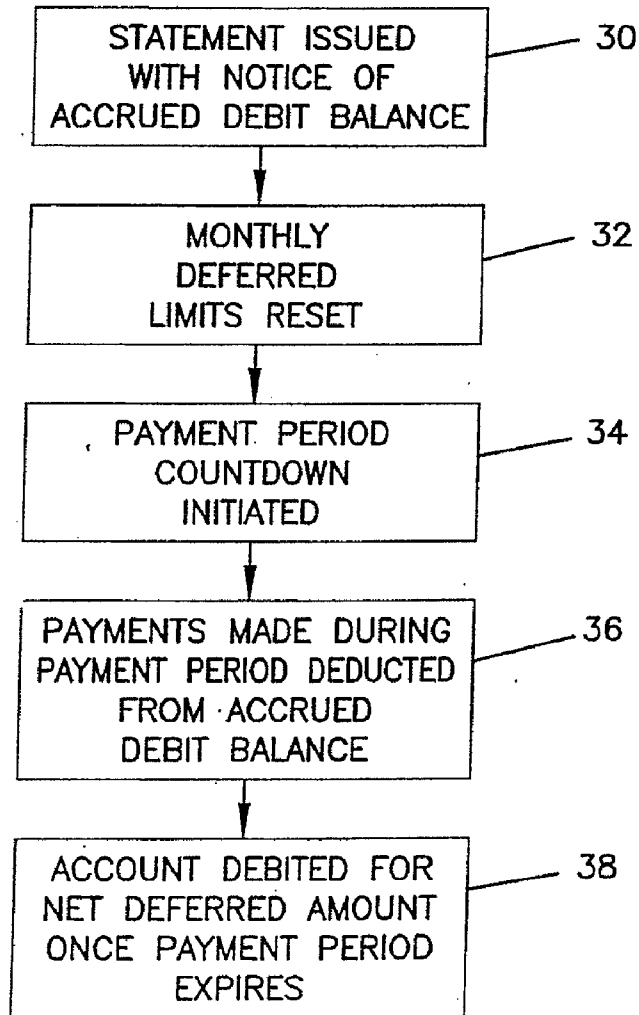 STATEMENT ISSUED
WITH NOTICE OF
ACCRUED DEBIT BALANCE
30
MONTHLY
DEFERRED
LIMITS RESET
32
PAYMENT PERIOD
COUNTDOWN
INITIATED
34
PAYMENTS MADE DURING
PAYMENT PERIOD DEDUCTED
FROM ACCRUED
DEBIT BALANCE
36
ACCOUNT DEBITED FOR
NET DEFERRED AMOUNT
ONCE PAYMENT PERIOD
EXPIRES
38